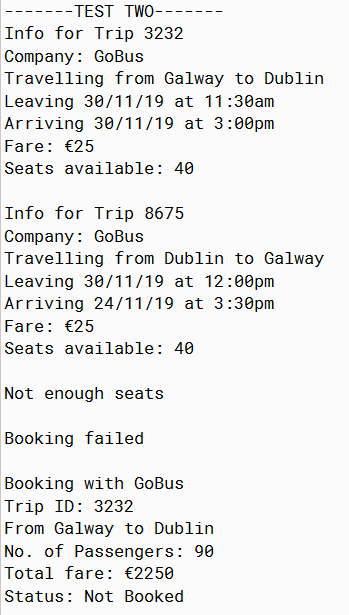 -------TEST TWO-------
Info for Trip 3232
Company: GoBus
Travelling from Galway to Dublin
Leaving 30/11/19 at 11:30am
Arriving 30/11/19 at 3:00pm
Fare: €25
Seats available: 40
Info for Trip 8675
Company: GoBus
Travelling from Dublin to Galway
Leaving 30/11/19 at 12:00pm
Arriving 24/11/19 at 3:30pm
Fare: €25
Seats available: 40
Not enough seats
Booking failed
Booking with GoBus
Trip ID: 3232
From Galway to Dublin
No. of Passengers: 90
Total fare: €2250
Status: Not Booked